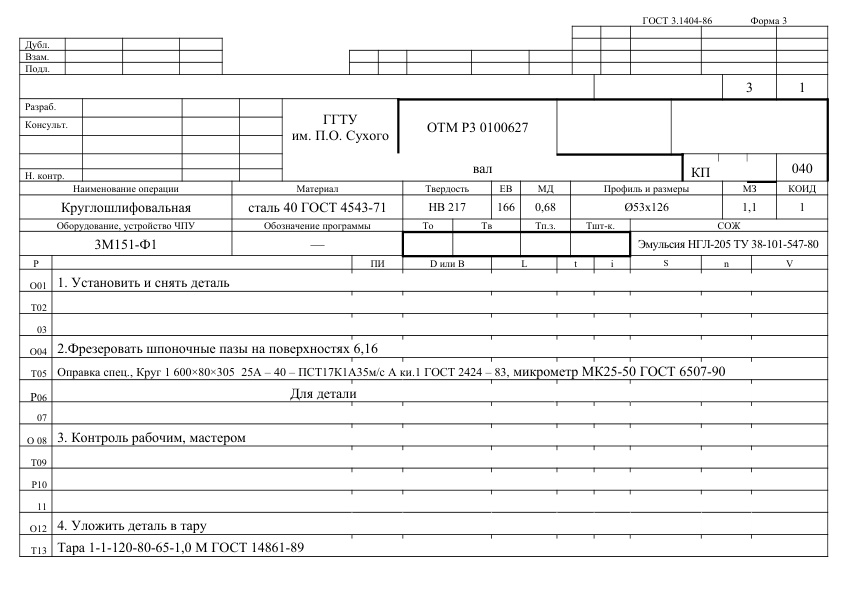 ГОСТ 3.1404-86 Форма 3
Дубл.
Взам.
Подл.
3 1
Разраб.
Консульт.
Н. контр.
ГГТУ
им. П.О. Сухого
ОТМ РЗ 0100627
вал
КП 040
Наименование операции Материал Твердость ЕВ МД Профиль и размеры МЗ КОИД
Круглошлифовальная сталь 40 ГОСТ 4543-71 НВ 217 166 0,68 Ø53х126 1,1 1
Оборудование, устройство ЧПУ Обозначение программы То Тв Тп.з. Тшт-к. СОЖ
3М151-Ф1 — Эмульсия НГЛ-205 ТУ 38-101-547-80
Р ПИ D или В L t i S n V
О01 1. Установить и снять деталь
Т02
03
О04 2.Фрезеровать шпоночные пазы на поверхностях 6,16
Т05 Оправка спец., Круг 1 600×80×305 25А – 40 – ПСТ17К1А35м/с А ки.1 ГОСТ 2424 – 83, микрометр МК25-50 ГОСТ 6507-90
Р06 Для детали
07
О 08 3. Контроль рабочим, мастером
Т09
Р10
11
О12 4. Уложить деталь в тару
Т13 Тара 1-1-120-80-65-1,0 М ГОСТ 14861-89